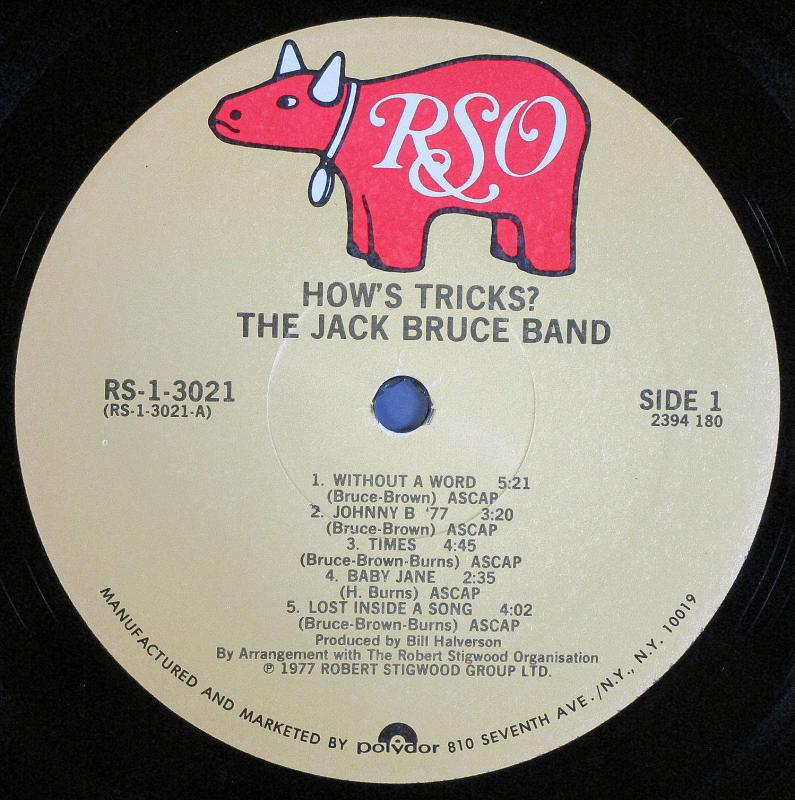 RSO
HOW'S TRICKS?
THE JACK BRUCE BAND
RS-1-3021
(RS-1-3021-A)
SIDE 1
2394 180
1. WITHOUT A WORD 5:21
(Bruce-Brown) ASCAP
2. JOHNNY B '77 3:20
(Bruce-Brown) ASCAP
3. TIMES 4:45
(Bruce-Brown-Burns) ASCAP
4. BABY JANE 2:35
(H. Burns) ASCAP
5. LOST INSIDE A SONG 4:02
(Bruce-Brown-Burns) ASCAP
Produced by Bill Halverson
By Arrangement with The Robert Stigwood Organisation
℗ 1977 ROBERT STIGWOOD GROUP LTD.
MANUFACTURED AND MARKETED BY polydor 810 SEVENTH AVE./N.Y., N.Y. 10019